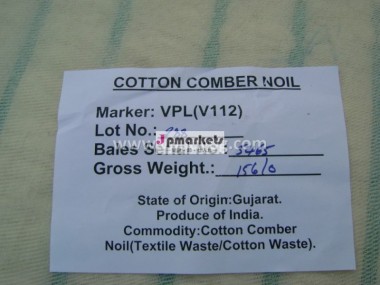 COTTON COMBER NOIL
Marker: VPL(V112)
Lot No.:
Jpmarkets
Bales S
Gross Weight.: 156/0
State of Origin:Gujarat.
Produce of India.
Commodity:Cotton Comber
Noil(Textile Waste/Cotton Waste).